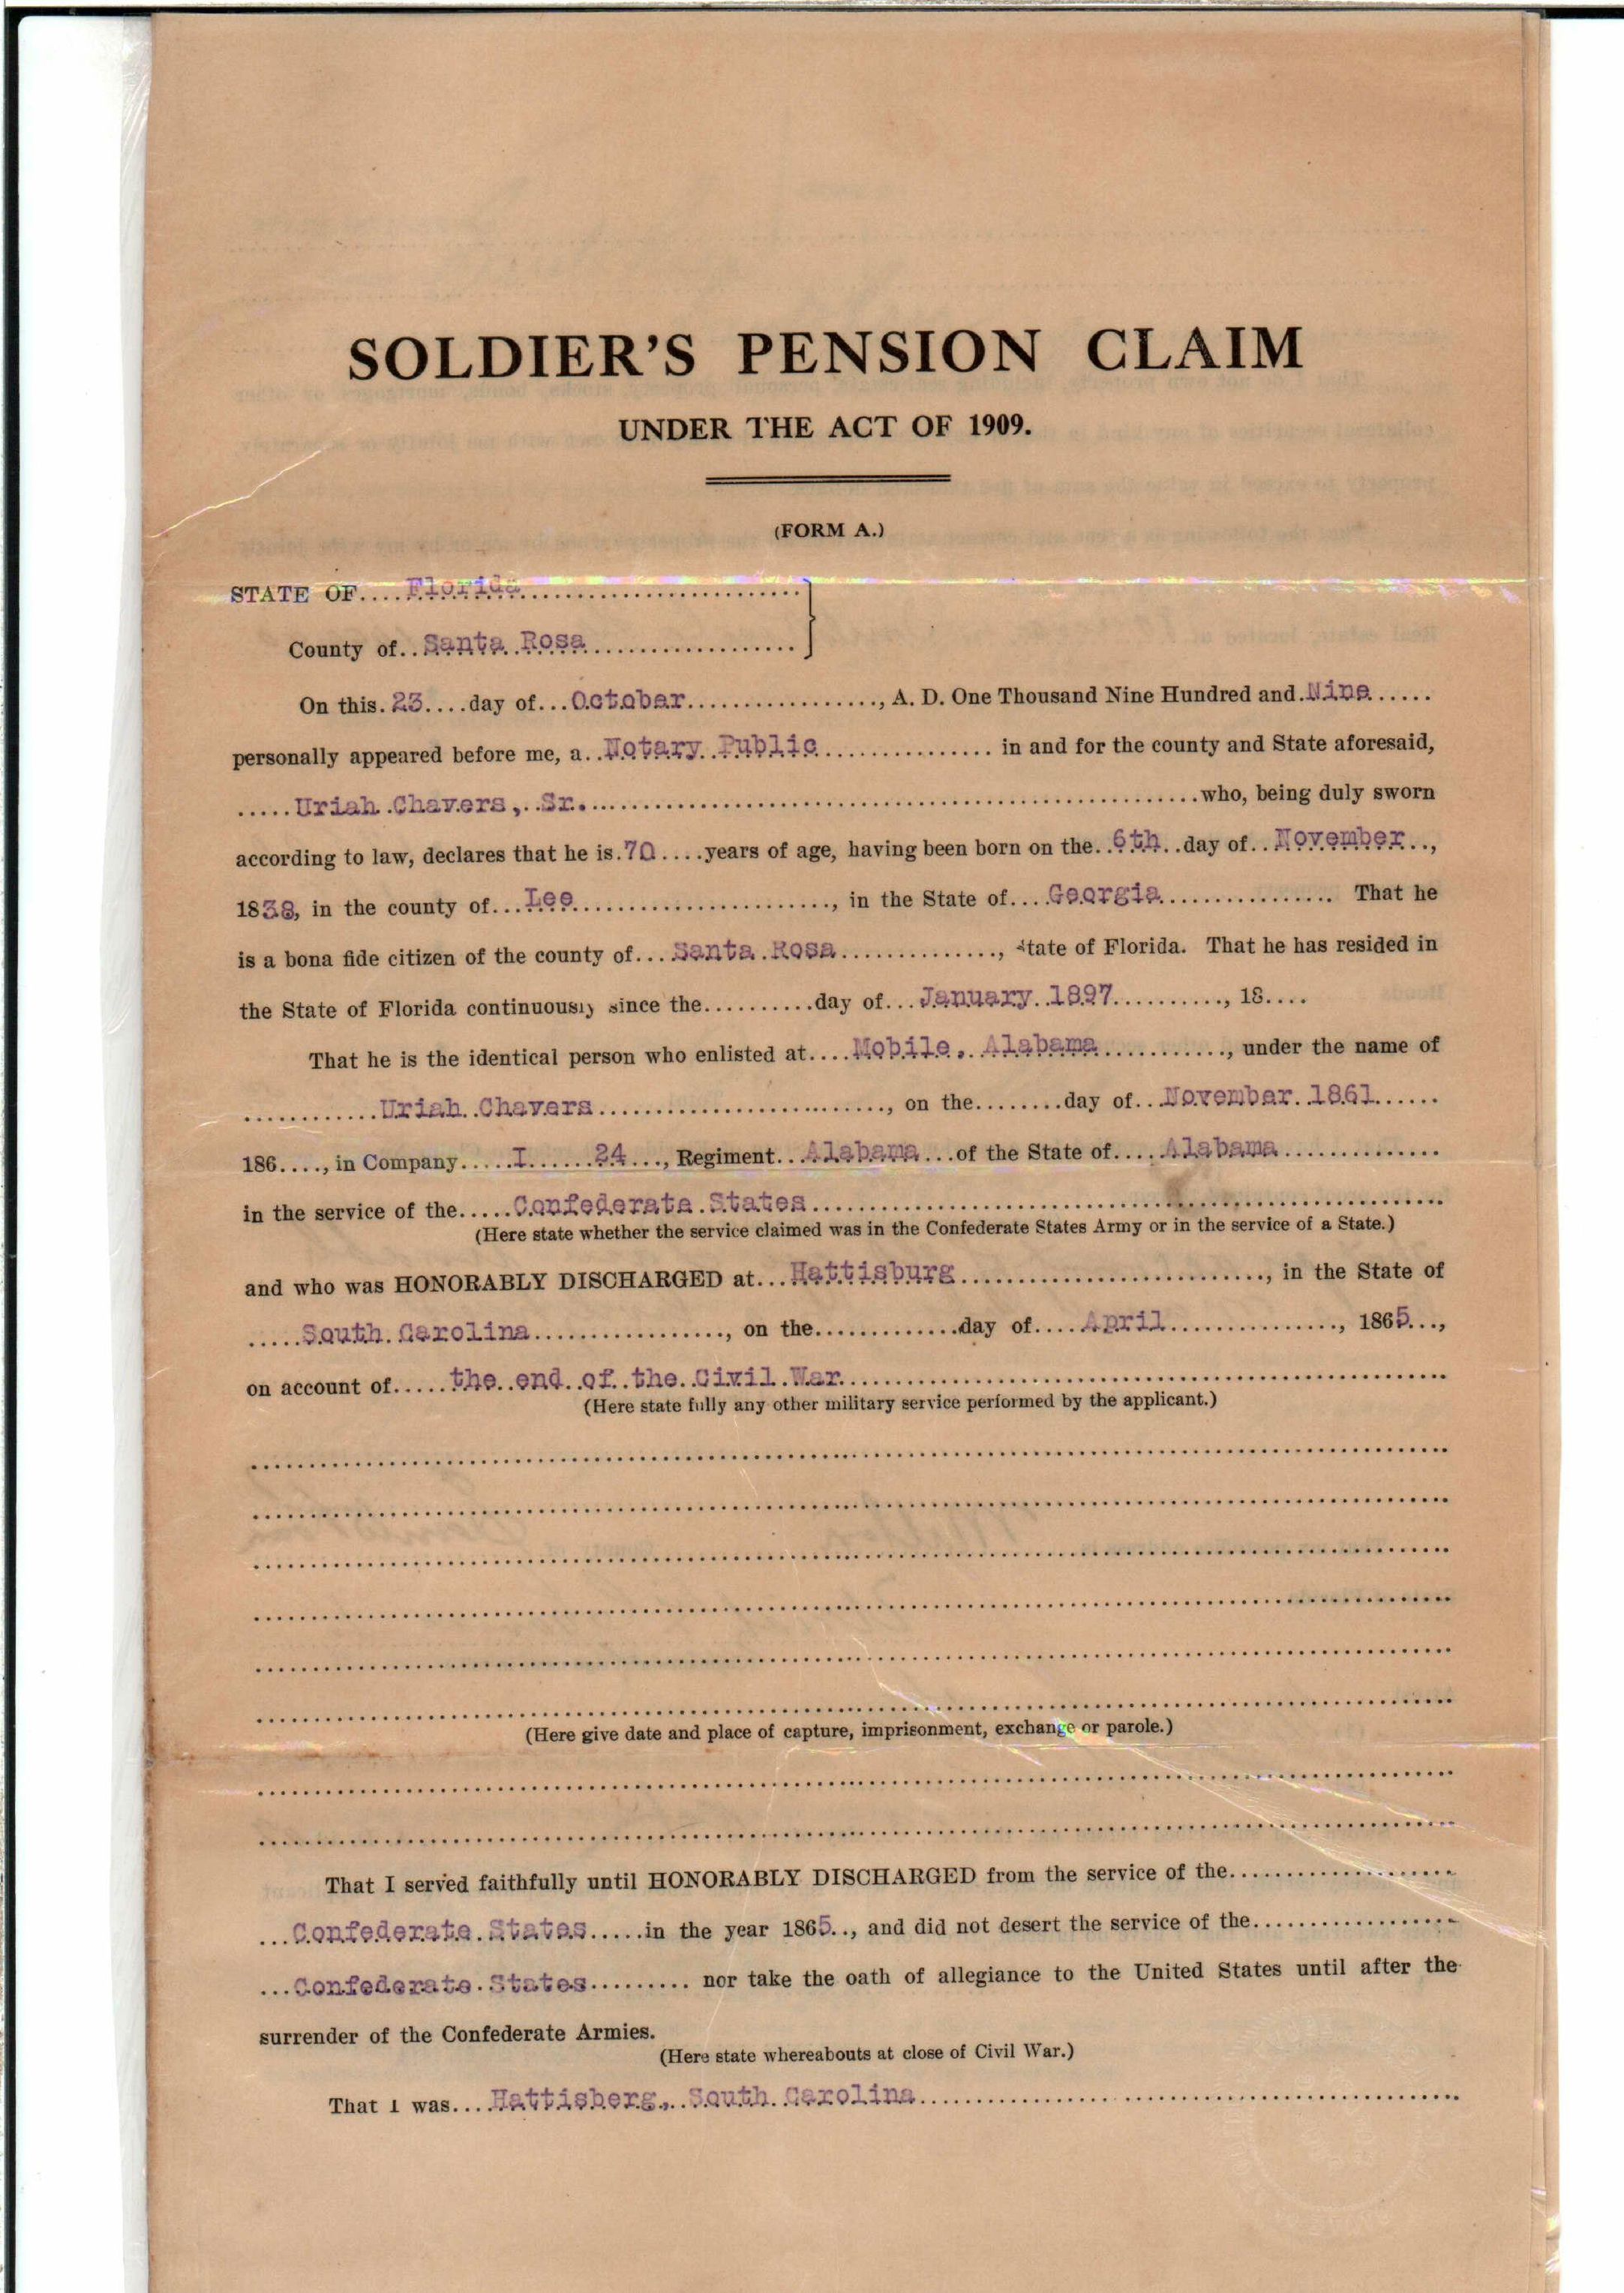 SOLDIER'S PENSION CLAIM
UNDER THE ACT OF 1909.
(FORM A.)
STATE OF....Florida
County of..Santa Rosa
On this.23....day of...October..................., A. D. One Thousand Nine Hundred and.Nine......
personally appeared before me, a..Notary Public................ in and for the county and State aforesaid,
.....Uriah Chavers, Sr...................who, being duly sworn
according to law, declares that he is.70....years of age, having been born on the..6th..day of..November..,
1838, in the county of...Lee........................., in the State of....Georgia................ That he
is a bona fide citizen of the county of...Santa Rosa..............., State of Florida. That he has resided in
the State of Florida continuously since the..........day of...January 1897..........., 18....
That he is the identical person who enlisted at....Mobile, Alabama............, under the name of
............Uriah Chavers..........................., on the........day of...November 1861......
186...., in Company.....I......24..., Regiment...Alabama...of the State of.....Alabama...............
in the service of the.....Confederate States
(Here state whether the service claimed was in the Confederate States Army or in the service of a State.)
and who was HONORABLY DISCHARGED at...Hattisburg............................, in the State of
.....South Carolina.................., on the.............day of....April................, 1865...,
on account of.....the end of the Civil War
(Here state fully any other military service performed by the applicant.)
(Here give date and place of capture, imprisonment, exchange or parole.)
That I served faithfully until HONORABLY DISCHARGED from the service of the....................
...Confederate States.....in the year 1865.., and did not desert the service of the..................
...Confederate States......... nor take the oath of allegiance to the United States until after the
surrender of the Confederate Armies.
(Here state whereabouts at close of Civil War.)
That I was....Hattisberg, South Carolina